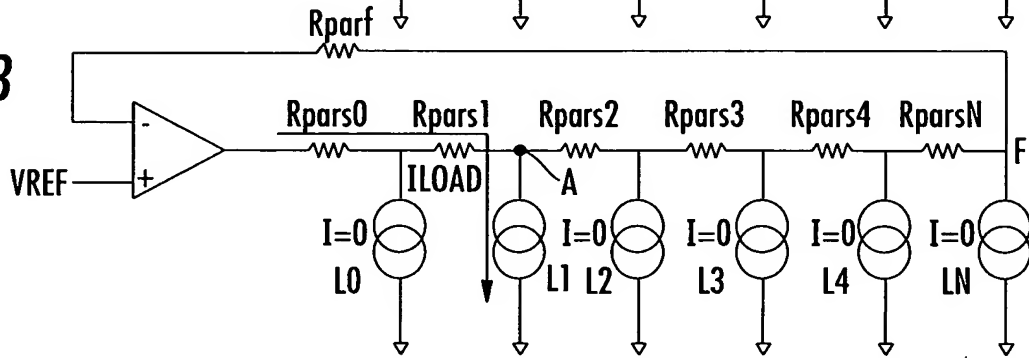 Rparf
B
Rpars0 Rpars1 Rpars2 Rpars3 Rpars4 RparsN
- 
+
VREF
ILOAD A F
I=0 I=0 I=0 I=0 I=0
L0 L1 L2 L3 L4 LN